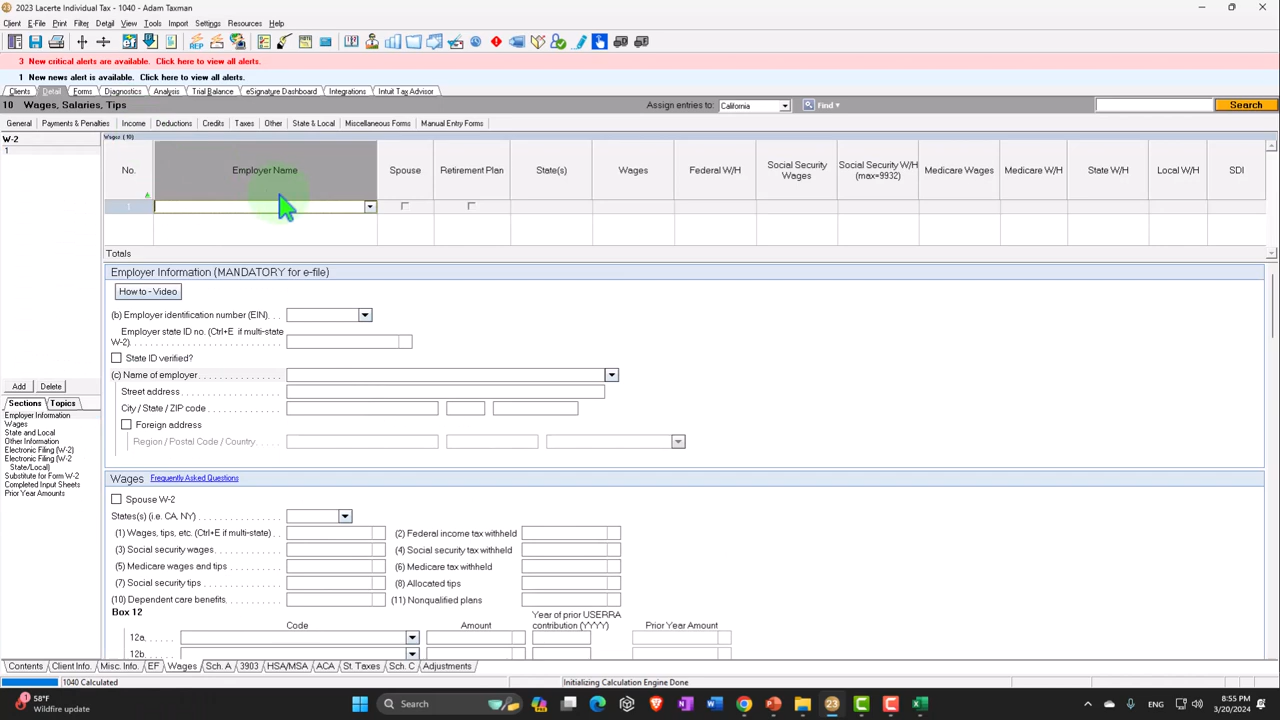 2023 Lacerte Individual Tax - 1040 - Adam Taxman
Client E-File Print Filter Detail View Tools Import Settings Resources Help
3 New critical alerts are available. Click here to view all alerts.
1 New news alert is available. Click here to view all alerts.
Clients Detail Forms Diagnostics Analysis Trial Balance eSignature Dashboard Integrations Intuit Tax Advisor
10 Wages, Salaries, Tips Assign entries to: California Find Search
General Payments & Penalties Income Deductions Credits Taxes Other State & Local Miscellaneous Forms Manual Entry Forms
W-2
1
Wages (10)
No. Employer Name Spouse Retirement Plan State(s) Wages Federal W/H Social Security Wages Social Security W/H (max=9932) Medicare Wages Medicare W/H State W/H Local W/H SDI
1
Totals
Employer Information (MANDATORY for e-file)
How to - Video
(b) Employer identification number (EIN). . .
Employer state ID no. (Ctrl+E if multi-state
W-2). . . . . . . . . . . . . . . . . . . . . . . . . . . .
State ID verified?
(c) Name of employer. . . . . . . . . . . . . . .
Street address . . . . . . . . . . . . . . . . . . .
City / State / ZIP code . . . . . . . . . . . . . .
Foreign address
Region / Postal Code / Country. . . . . .
Add Delete
Sections Topics
Employer Information
Wages
State and Local
Other Information
Electronic Filing (W-2)
Electronic Filing (W-2
State/Local)
Substitute for Form W-2
Completed Input Sheets
Prior Year Amounts
Wages Frequently Asked Questions
Spouse W-2
States(s) (i.e. CA, NY) . . . . . . . . . . . . . .
(1) Wages, tips, etc. (Ctrl+E if multi-state) . . (2) Federal income tax withheld
(3) Social security wages. . . . . . . . . . . . . (4) Social security tax withheld
(5) Medicare wages and tips . . . . . . . . . . (6) Medicare tax withheld
(7) Social security tips . . . . . . . . . . . . . . . (8) Allocated tips
(10) Dependent care benefits. . . . . . . . . . . (11) Nonqualified plans
Box 12
Code Amount Year of prior USERRA contribution (YYYY) Prior Year Amount
12a. . . . . .
12b. . . . . .
Contents Client Info. Misc. Info. EF Wages Sch. A 3903 HSA/MSA ACA St. Taxes Sch. C Adjustments
1040 Calculated Initializing Calculation Engine Done
58°F
Wildfire update
Search
ENG
8:55 PM
3/20/2024